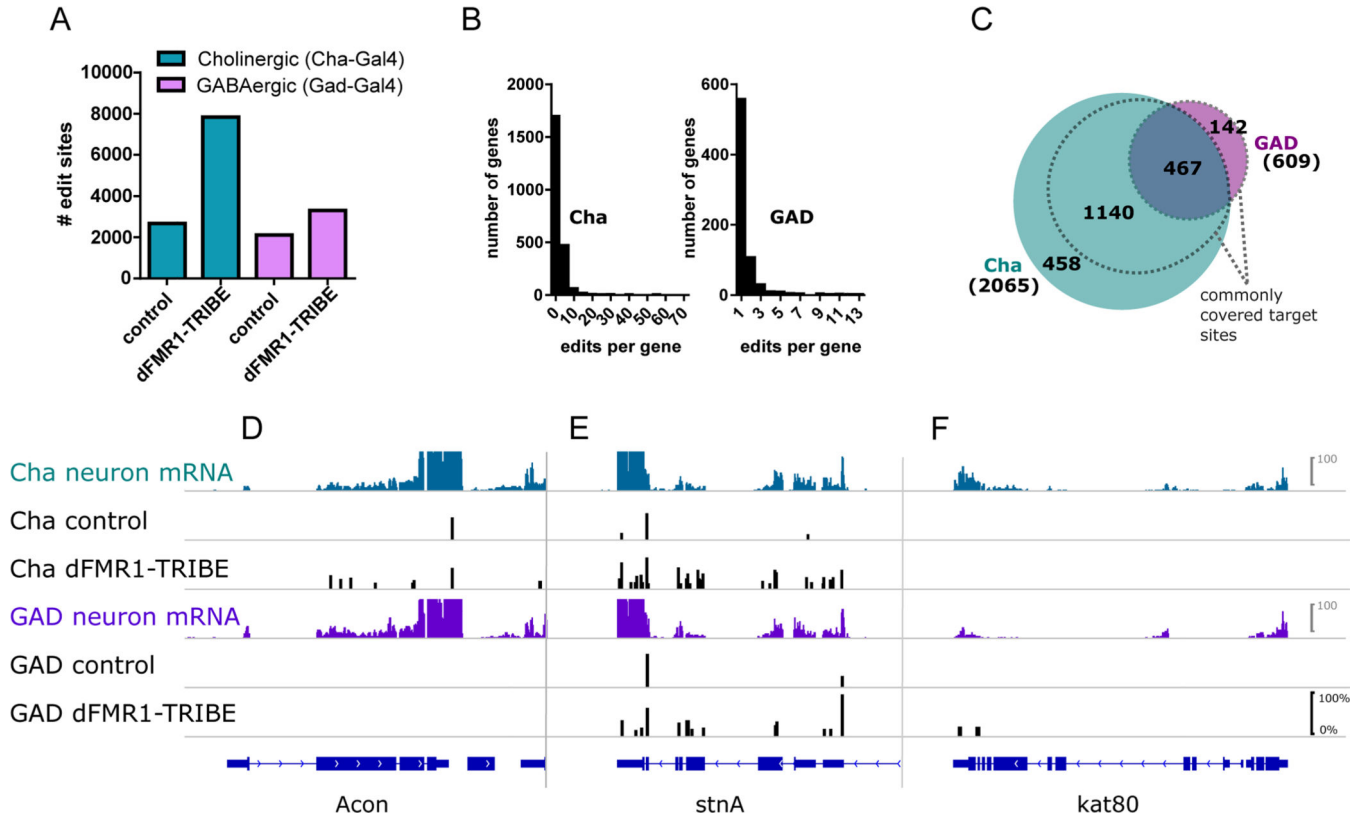 A
Cholinergic (Cha-Gal4)
GABAergic (Gad-Gal4)
# edit sites
10000
8000
6000
4000
2000
0
control
dFMR1-TRIBE
control
dFMR1-TRIBE
B
number of genes
2000
1500
1000
500
0
Cha
0
10
20
30
40
50
60
70
edits per gene
number of genes
600
400
200
0
GAD
1
3
5
7
9
11
13
edits per gene
C
142
GAD
(609)
467
1140
Cha
(2065)
458
commonly
covered target
sites
D
E
F
Cha neuron mRNA
100
Cha control
Cha dFMR1-TRIBE
GAD neuron mRNA
100
GAD control
GAD dFMR1-TRIBE
100%
0%
Acon
stnA
kat80